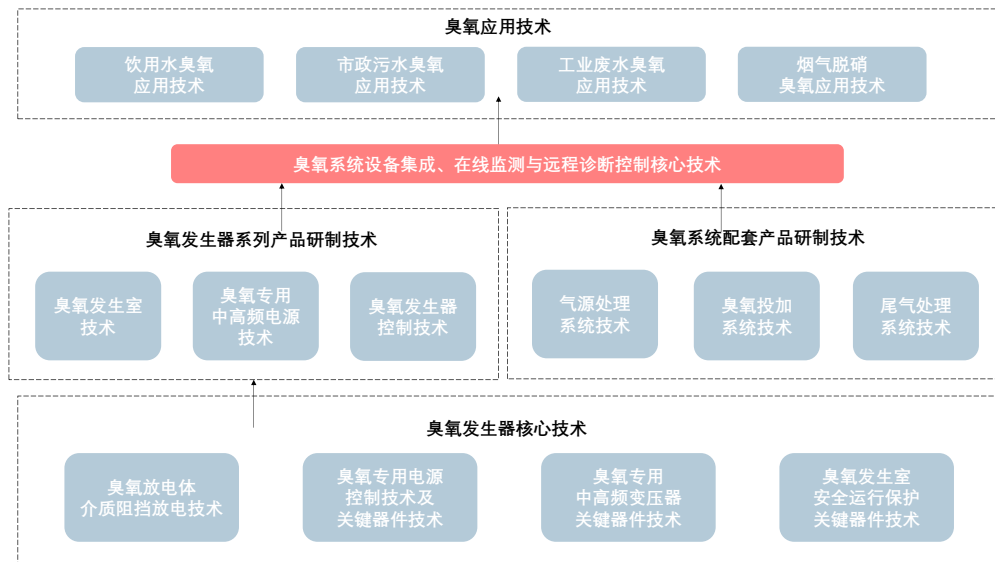 臭氧应用技术
饮用水臭氧
应用技术
市政污水臭氧
应用技术
工业废水臭氧
应用技术
烟气脱硝
臭氧应用技术
臭氧系统设备集成、在线监测与远程诊断控制核心技术
臭氧发生器系列产品研制技术
臭氧发生室
技术
臭氧专用
中高频电源
技术
臭氧发生器
控制技术
臭氧系统配套产品研制技术
气源处理
系统技术
臭氧投加
系统技术
尾气处理
系统技术
臭氧发生器核心技术
臭氧放电体
介质阻挡放电技术
臭氧专用电源
控制技术及
关键器件技术
臭氧专用
中高频变压器
关键器件技术
臭氧发生室
安全运行保护
关键器件技术